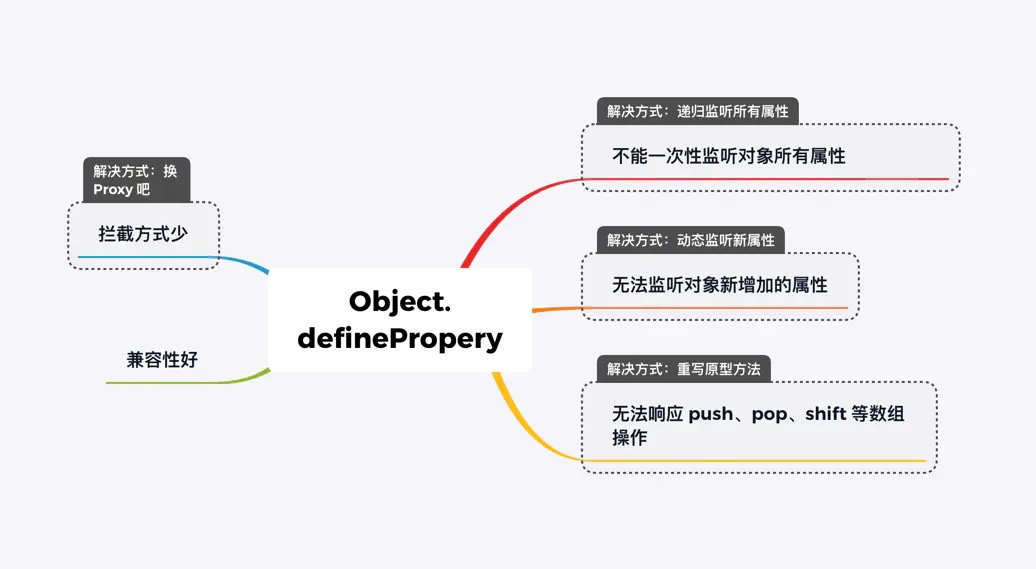 解决方式：递归监听所有属性
不能一次性监听对象所有属性
解决方式：换
Proxy 吧
拦截方式少
解决方式：动态监听新属性
无法监听对象新增加的属性
Object.
definePropery
兼容性好
解决方式：重写原型方法
无法响应 push、pop、shift 等数组
操作